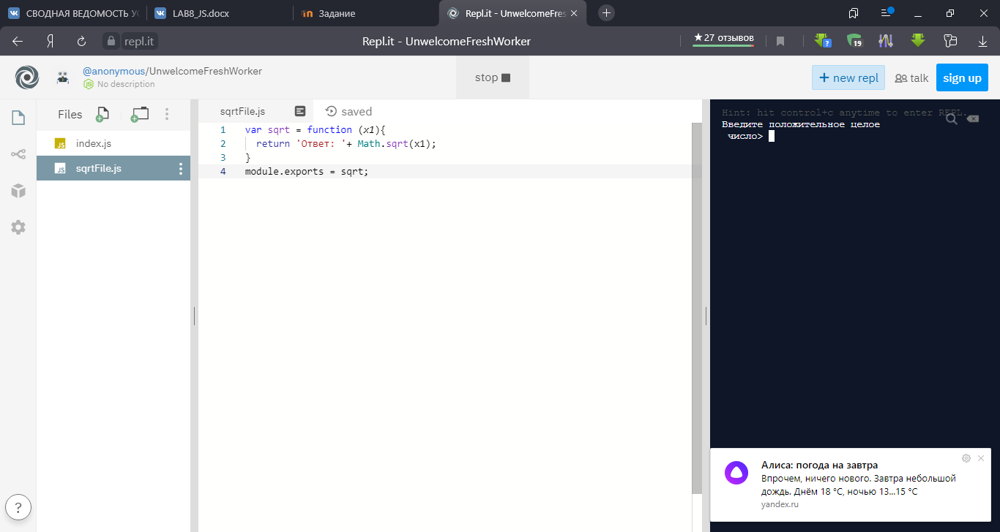 СВОДНАЯ ВЕДОМОСТЬ УС
LAB8_JS.docx
Задание
Repl.it - UnwelcomeFres
Я
repl.it
Repl.it - UnwelcomeFreshWorker
★27 отзывов
?
19
@anonymous/UnwelcomeFreshWorker
No description
stop
+ new repl
talk
sign up
Files
sqrtFile.js
saved
JS index.js
JS sqrtFile.js
1 var sqrt = function (x1){
2 return 'Ответ: '+ Math.sqrt(x1);
3 }
4 module.exports = sqrt;
Hint: hit control+c anytime to enter REPL.
Введите положительное целое
число>
Алиса: погода на завтра
Впрочем, ничего нового. Завтра небольшой
дождь. Днём 18 °C, ночью 13...15 °C
yandex.ru
?